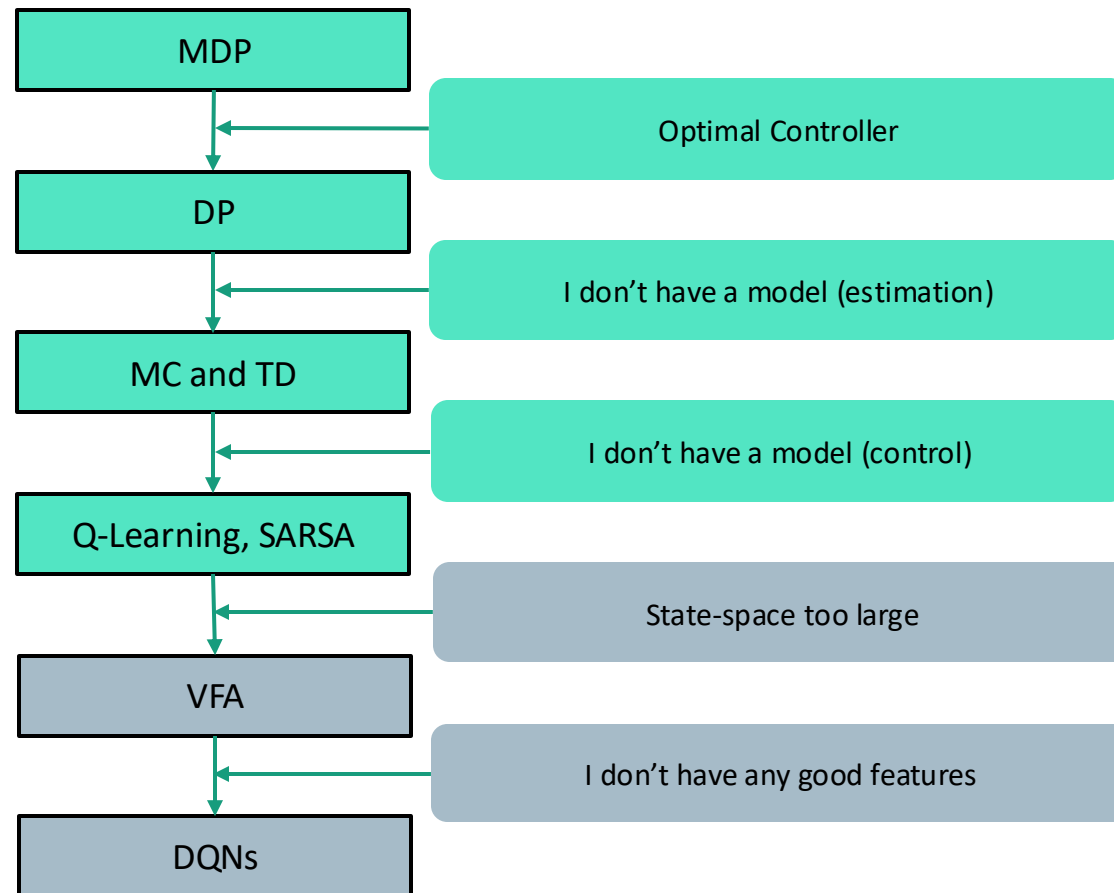 MDP
Optimal Controller
DP
I don’t have a model (estimation)
MC and TD
I don’t have a model (control)
Q-Learning, SARSA
State-space too large
VFA
I don’t have any good features
DQNs